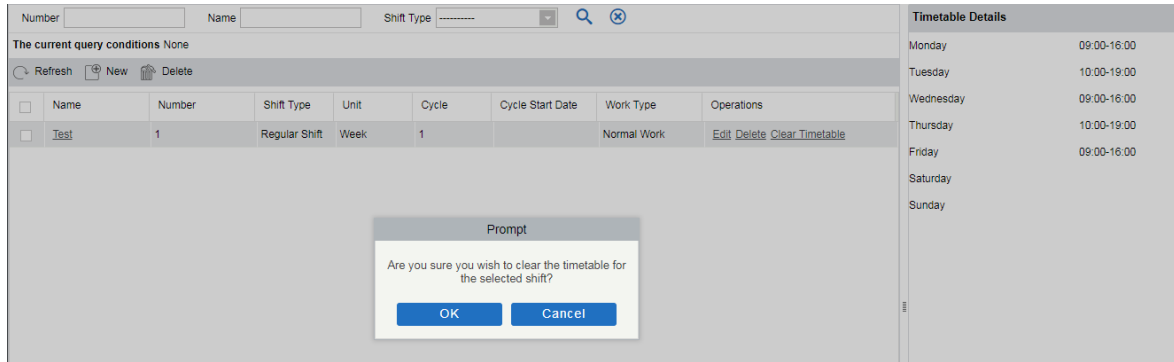 Number Name Shift Type ----------
The current query conditions None
Refresh New Delete
Name Number Shift Type Unit Cycle Cycle Start Date Work Type Operations
Test 1 Regular Shift Week 1 Normal Work Edit Delete Clear Timetable
Prompt
Are you sure you wish to clear the timetable for
the selected shift?
OK Cancel
Timetable Details
Monday 09:00-16:00
Tuesday 10:00-19:00
Wednesday 09:00-16:00
Thursday 10:00-19:00
Friday 09:00-16:00
Saturday
Sunday